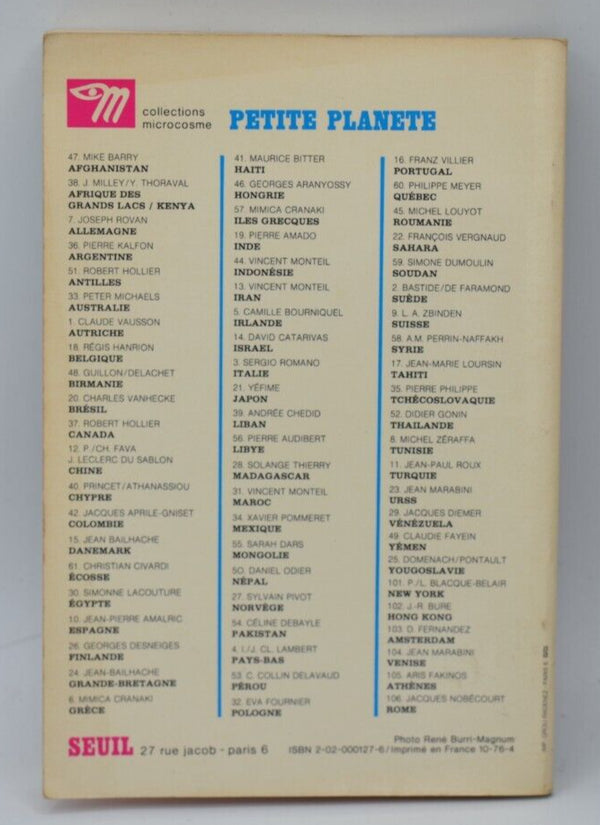 m
collections
microcosme
PETITE PLANETE
47. MIKE BARRY
AFGHANISTAN
38. J. MILLEY/Y. THORAVAL
AFRIQUE DES
GRANDS LACS / KENYA
7. JOSEPH ROVAN
ALLEMAGNE
36. PIERRE KALFON
ARGENTINE
51. ROBERT HOLLIER
ANTILLES
33. PETER MICHAELS
AUSTRALIE
1. CLAUDE VAUSSON
AUTRICHE
18. RÉGIS HANRION
BELGIQUE
48. GUILLON/DELACHET
BIRMANIE
20. CHARLES VANHECKE
BRÉSIL
37. ROBERT HOLLIER
CANADA
12. P./CH. FAVA
J. LECLERC DU SABLON
CHINE
40. PRINCET/ATHANASSIOU
CHYPRE
42. JACQUES APRILE-GNISET
COLOMBIE
15. JEAN BAILHACHE
DANEMARK
61. CHRISTIAN CIVARDI
ÉCOSSE
30. SIMONNE LACOUTURE
ÉGYPTE
10. JEAN-PIERRE AMALRIC
ESPAGNE
26. GEORGES DESNEIGES
FINLANDE
24. JEAN-BAILHACHE
GRANDE-BRETAGNE
6. MIMICA CRANAKI
GRÈCE
41. MAURICE BITTER
HAITI
46. GEORGES ARANYOSSY
HONGRIE
57. MIMICA CRANAKI
ILES GRECQUES
19. PIERRE AMADO
INDE
44. VINCENT MONTEIL
INDONÉSIE
13. VINCENT MONTEIL
IRAN
5. CAMILLE BOURNIQUEL
IRLANDE
14. DAVID CATARIVAS
ISRAEL
3. SERGIO ROMANO
ITALIE
21. YÉFIME
JAPON
39. ANDRÉE CHEDID
LIBAN
56. PIERRE AUDIBERT
LIBYE
28. SOLANGE THIERRY
MADAGASCAR
31. VINCENT MONTEIL
MAROC
34. XAVIER POMMERET
MEXIQUE
55. SARAH DARS
MONGOLIE
50. DANIEL ODIER
NÉPAL
27. SYLVAIN PIVOT
NORVÈGE
54. CÉLINE DEBAYLE
PAKISTAN
4. I./J. CL. LAMBERT
PAYS-BAS
53. C. COLLIN DELAVAUD
PÉROU
32. EVA FOURNIER
POLOGNE
16. FRANZ VILLIER
PORTUGAL
60. PHILIPPE MEYER
QUÉBEC
45. MICHEL LOUYOT
ROUMANIE
22. FRANÇOIS VERGNAUD
SAHARA
59. SIMONE DUMOULIN
SOUDAN
2. BASTIDE/DE FARAMOND
SUÈDE
9. L. A. ZBINDEN
SUISSE
58. A.M. PERRIN-NAFFAKH
SYRIE
17. JEAN-MARIE LOURSIN
TAHITI
35. PIERRE PHILIPPE
TCHÉCOSLOVAQUIE
52. DIDIER GONIN
THAILANDE
8. MICHEL ZÉRAFFA
TUNISIE
11. JEAN-PAUL ROUX
TURQUIE
23. JEAN MARABINI
URSS
29. JACQUES DIEMER
VÉNÉZUELA
49. CLAUDIE FAYEIN
YÉMEN
25. DOMENACH/PONTAULT
YOUGOSLAVIE
101. P./L. BLACQUE-BELAIR
NEW YORK
102. J.-R. BURE
HONG KONG
103. D. FERNANDEZ
AMSTERDAM
104. JEAN MARABINI
VENISE
105. ARIS FAKINOS
ATHÈNES
106. JACQUES NOBÉCOURT
ROME
Photo René Burri-Magnum
SEUIL 27 rue jacob - paris 6 ISBN 2-02-000127-6/Imprimé en France 10-76-4